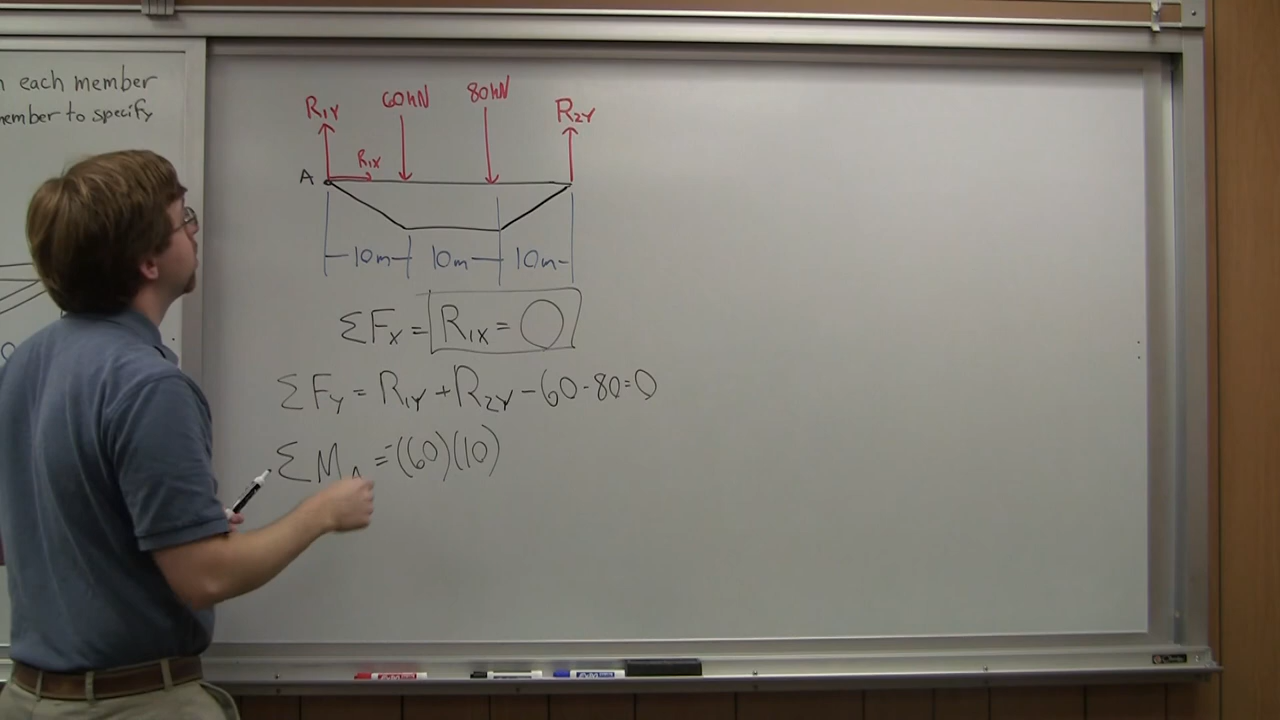 each member
member to specify
R1Y 60kN 80kN R2Y
R1X
A
10m 10m 10m
ΣFx = R1X = 0
ΣFy = R1Y + R2Y - 60 - 80 = 0
ΣMA = -(60)(10)